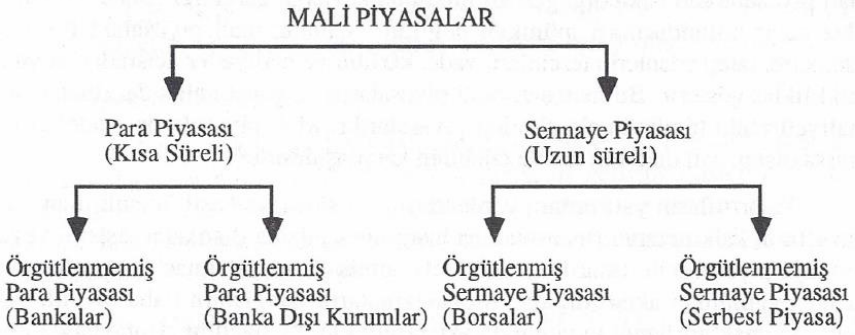 MALİ PİYASALAR
Para Piyasası
(Kısa Süreli)
Sermaye Piyasası
(Uzun süreli)
Örgütlenmemiş
Para Piyasası
(Bankalar)
Örgütlenmiş
Para Piyasası
(Banka Dışı Kurumlar)
Örgütlenmiş
Sermaye Piyasası
(Borsalar)
Örgütlenmemiş
Sermaye Piyasası
(Serbest Piyasa)